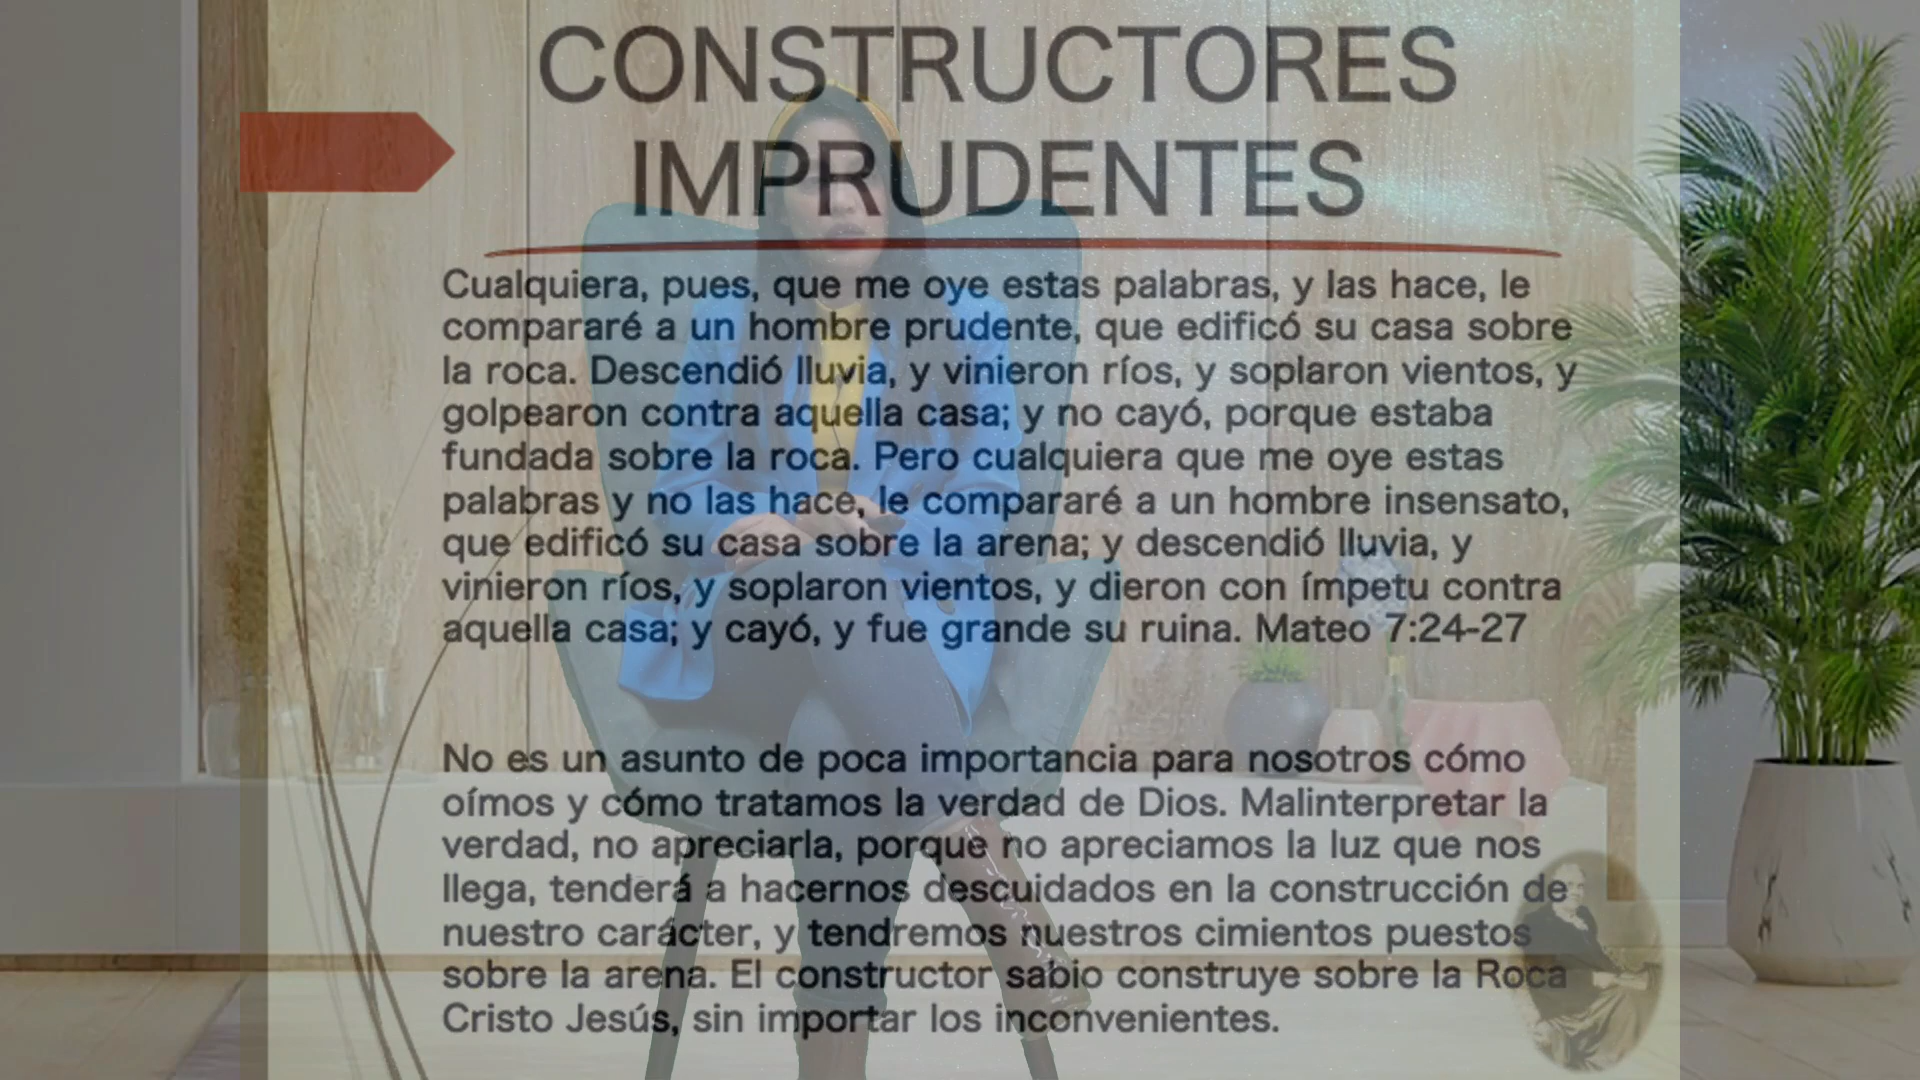 CONSTRUCTORES
IMPRUDENTES
Cualquiera, pues, que me oye estas palabras, y las hace, le
compararé a un hombre prudente, que edificó su casa sobre
la roca. Descendió lluvia, y vinieron ríos, y soplaron vientos, y
golpearon contra aquella casa; y no cayó, porque estaba
fundada sobre la roca. Pero cualquiera que me oye estas
palabras y no las hace, le compararé a un hombre insensato,
que edificó su casa sobre la arena; y descendió lluvia, y
vinieron ríos, y soplaron vientos, y dieron con ímpetu contra
aquella casa; y cayó, y fue grande su ruina. Mateo 7:24-27
No es un asunto de poca importancia para nosotros cómo
oímos y cómo tratamos la verdad de Dios. Malinterpretar la
verdad, no apreciarla, porque no apreciamos la luz que nos
llega, tenderá a hacernos descuidados en la construcción de
nuestro carácter, y tendremos nuestros cimientos puestos
sobre la arena. El constructor sabio construye sobre la Roca
Cristo Jesús, sin importar los inconvenientes.